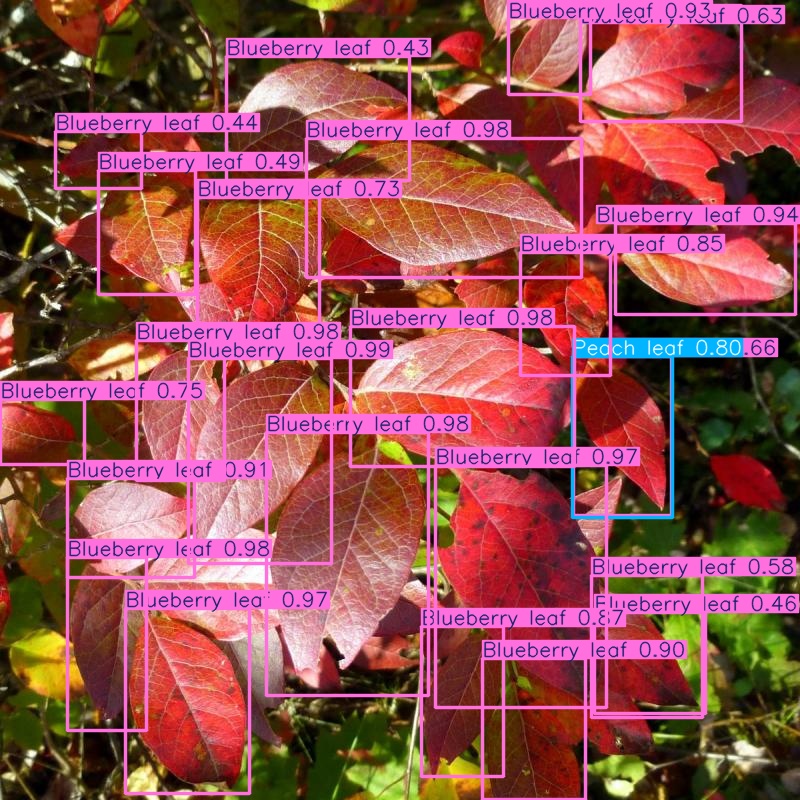 Blueberry leaf 0.93
Blueberry leaf 0.63
Blueberry leaf 0.43
Blueberry leaf 0.44
Blueberry leaf 0.98
Blueberry leaf 0.49
Blueberry leaf 0.73
Blueberry leaf 0.94
Blueberry leaf 0.85
Blueberry leaf 0.98
Blueberry leaf 0.98
Blueberry leaf 0.99
Peach leaf 0.80
.66
Blueberry leaf 0.75
Blueberry leaf 0.98
Blueberry leaf 0.97
Blueberry leaf 0.91
Blueberry leaf 0.98
Blueberry leaf 0.58
Blueberry leaf 0.97
Blueberry leaf 0.46
Blueberry leaf 0.87
Blueberry leaf 0.90